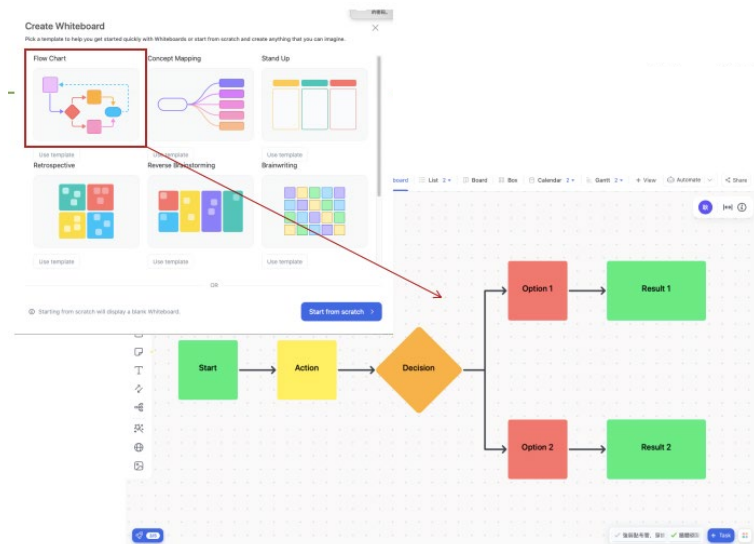 Create Whiteboard
Pick a template to help you get started quickly with Whiteboards or start from scratch and create anything that you can imagine.
Flow Chart
Concept Mapping
Stand Up
Use template
Use template
Use template
Retrospective
Reverse Brainstorming
Brainwriting
Use template
Use template
Use template
OR
Starting from scratch will display a blank Whiteboard.
Start from scratch
List 2
Board
Box
Calendar 2
Gantt 2
+ View
Automate
Share
Start
Action
Decision
Option 1
Result 1
Option 2
Result 2
+ Task